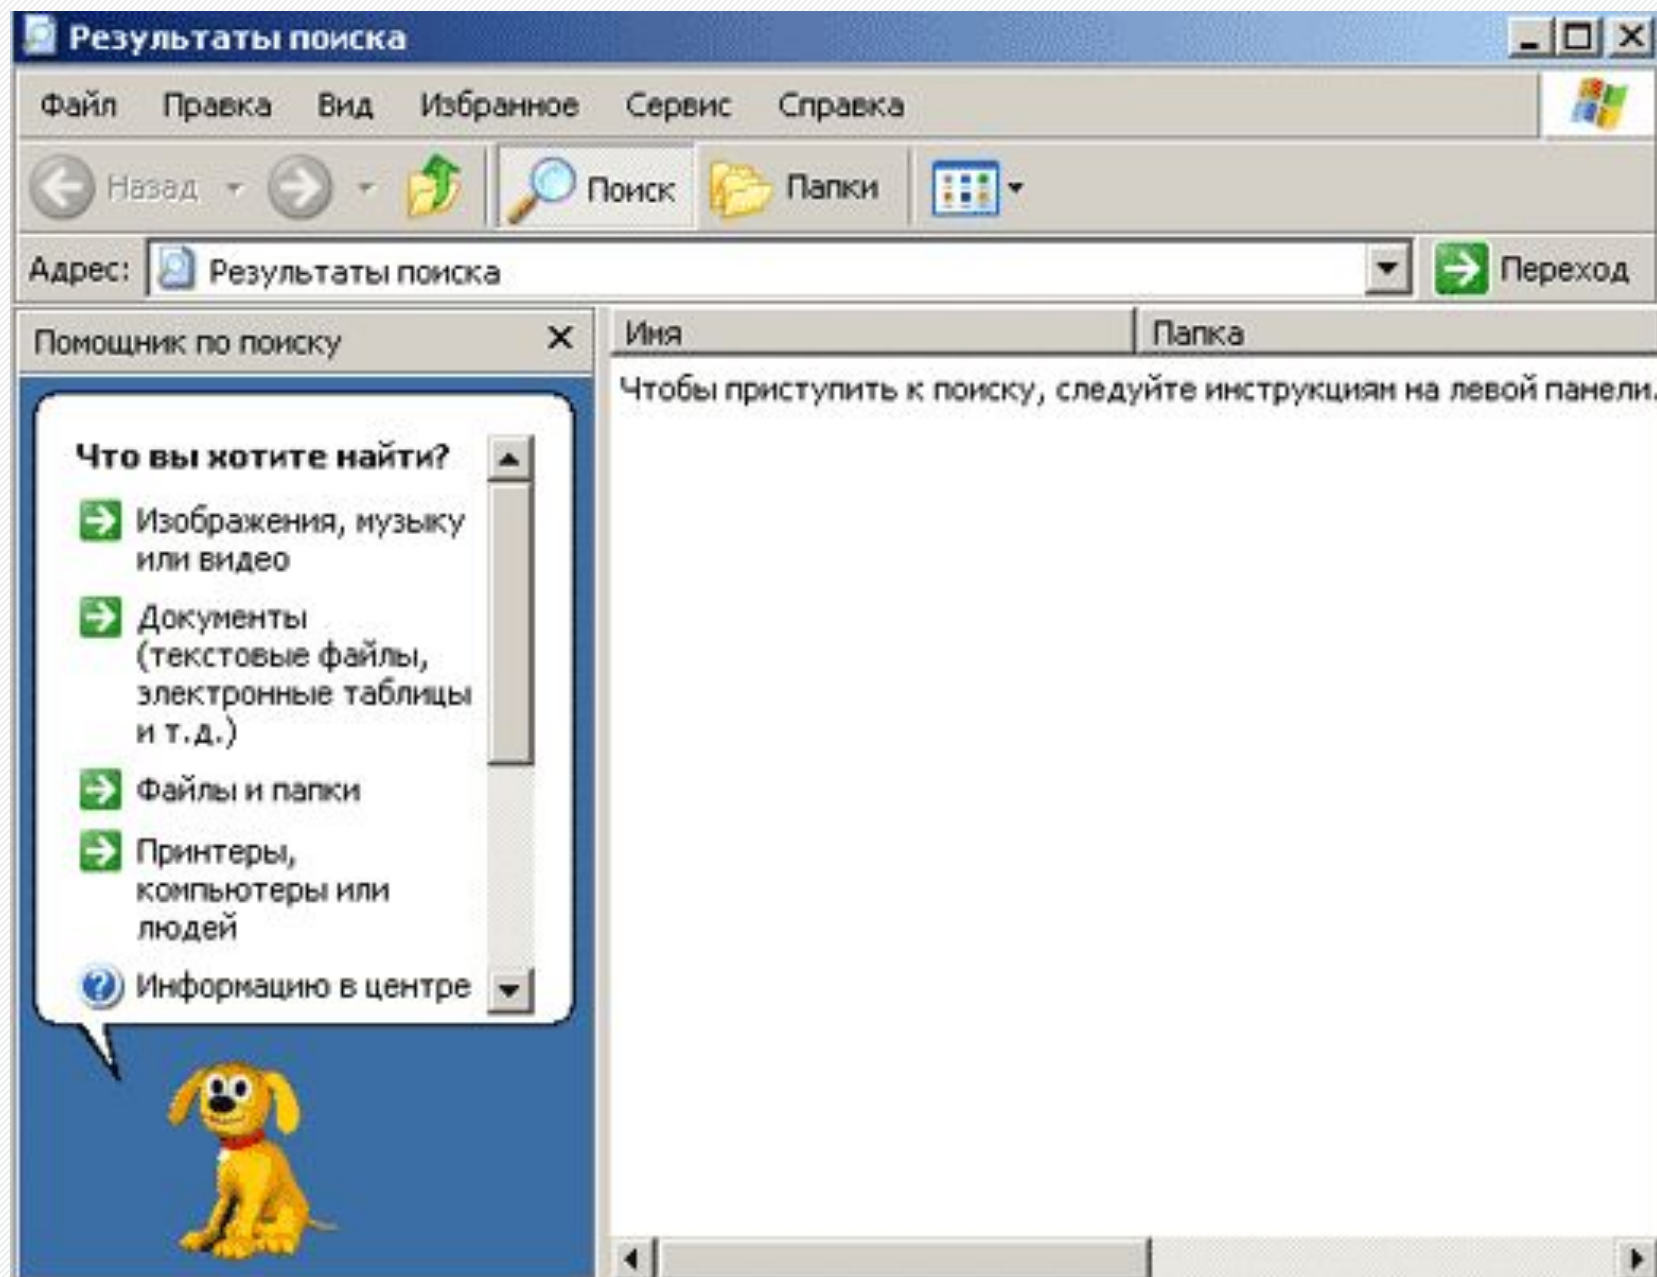 Результаты поиска
Файл Правка Вид Избранное Сервис Справка
Назад Поиск Папки
Адрес: Результаты поиска Переход
Помощник по поиску
Имя Папка
Чтобы приступить к поиску, следуйте инструкциям на левой панели.
Что вы хотите найти?
Изображения, музыку
или видео
Документы
(текстовые файлы,
электронные таблицы
и т.д.)
Файлы и папки
Принтеры,
компьютеры или
людей
Информацию в центре